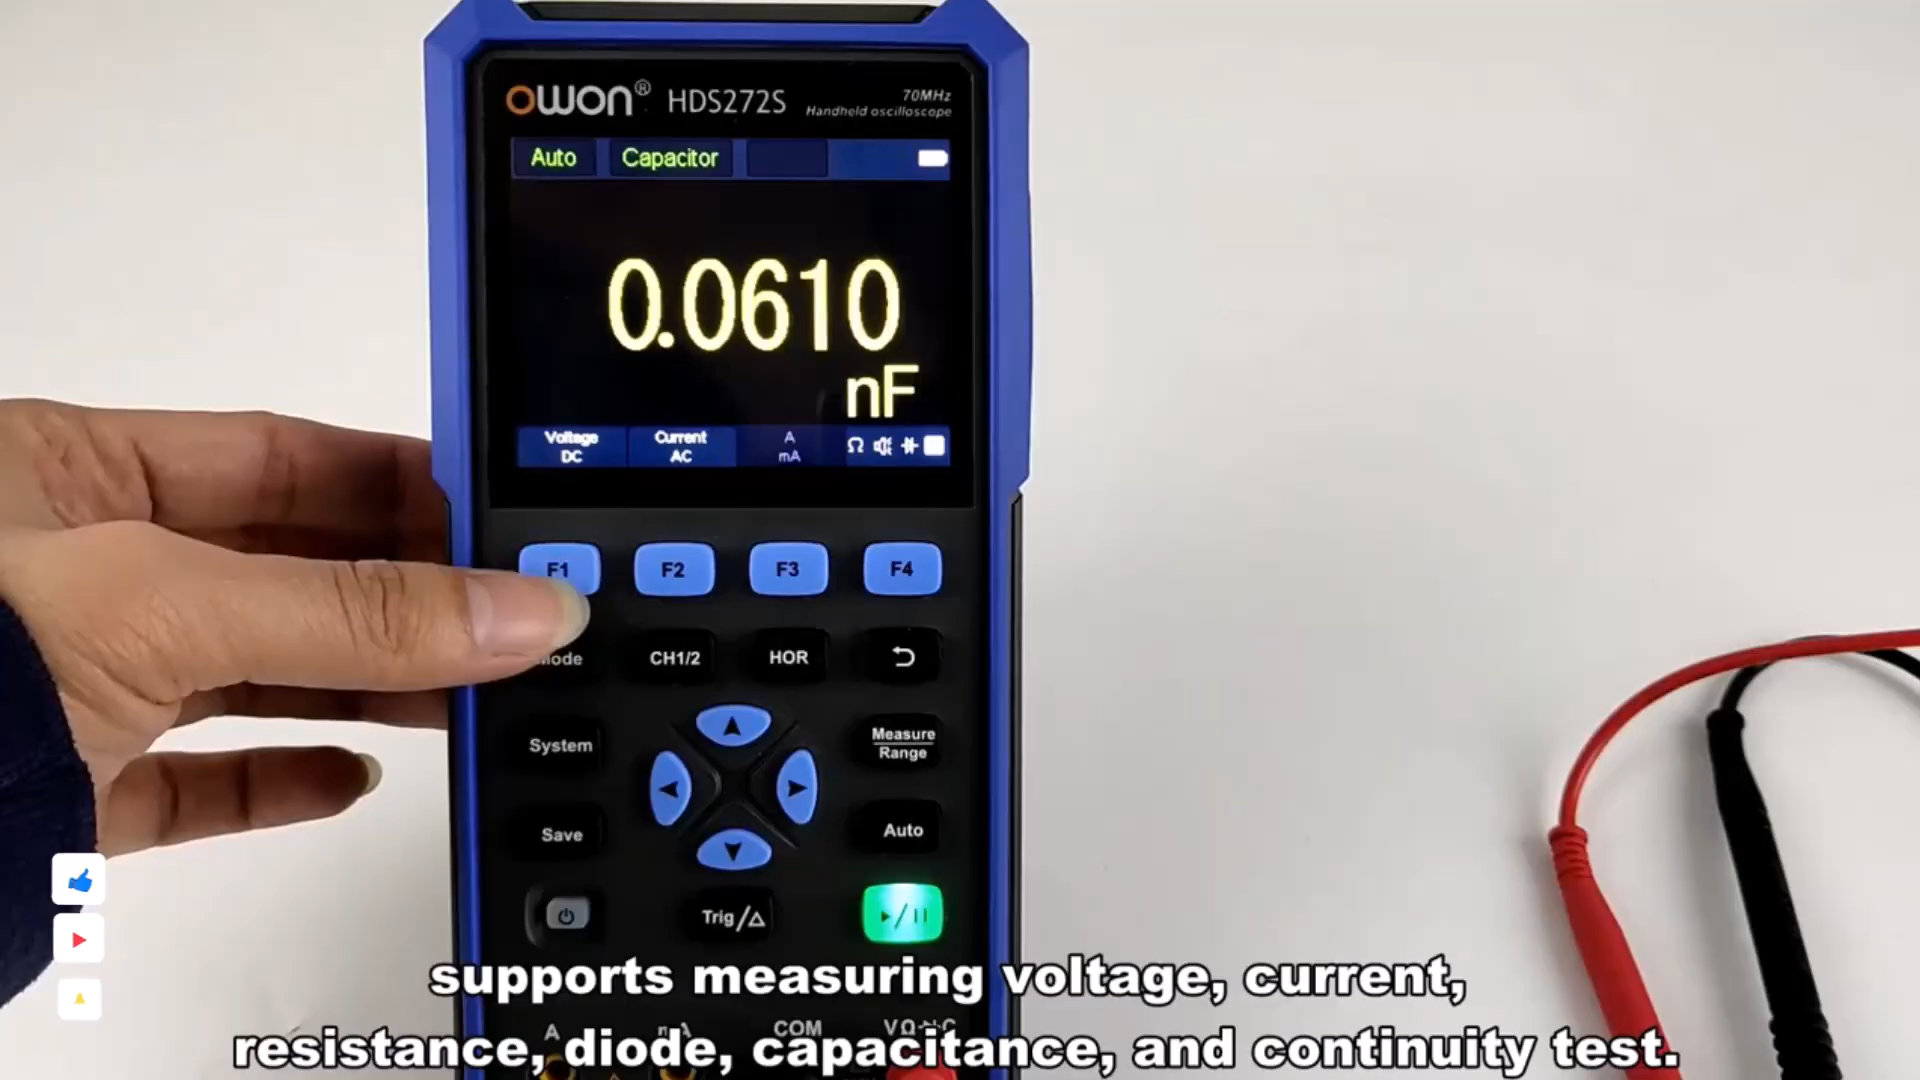 owon® HDS272S
70MHz
Handheld oscilloscope
Auto Capacitor
0.0610
nF
Voltage DC
Current AC
A mA
Ω
F1 F2 F3 F4
CH1/2 HOR
System
Measure
Range
Save
Auto
Trig/△
A mA COM
supports measuring voltage, current,
resistance, diode, capacitance, and continuity test.